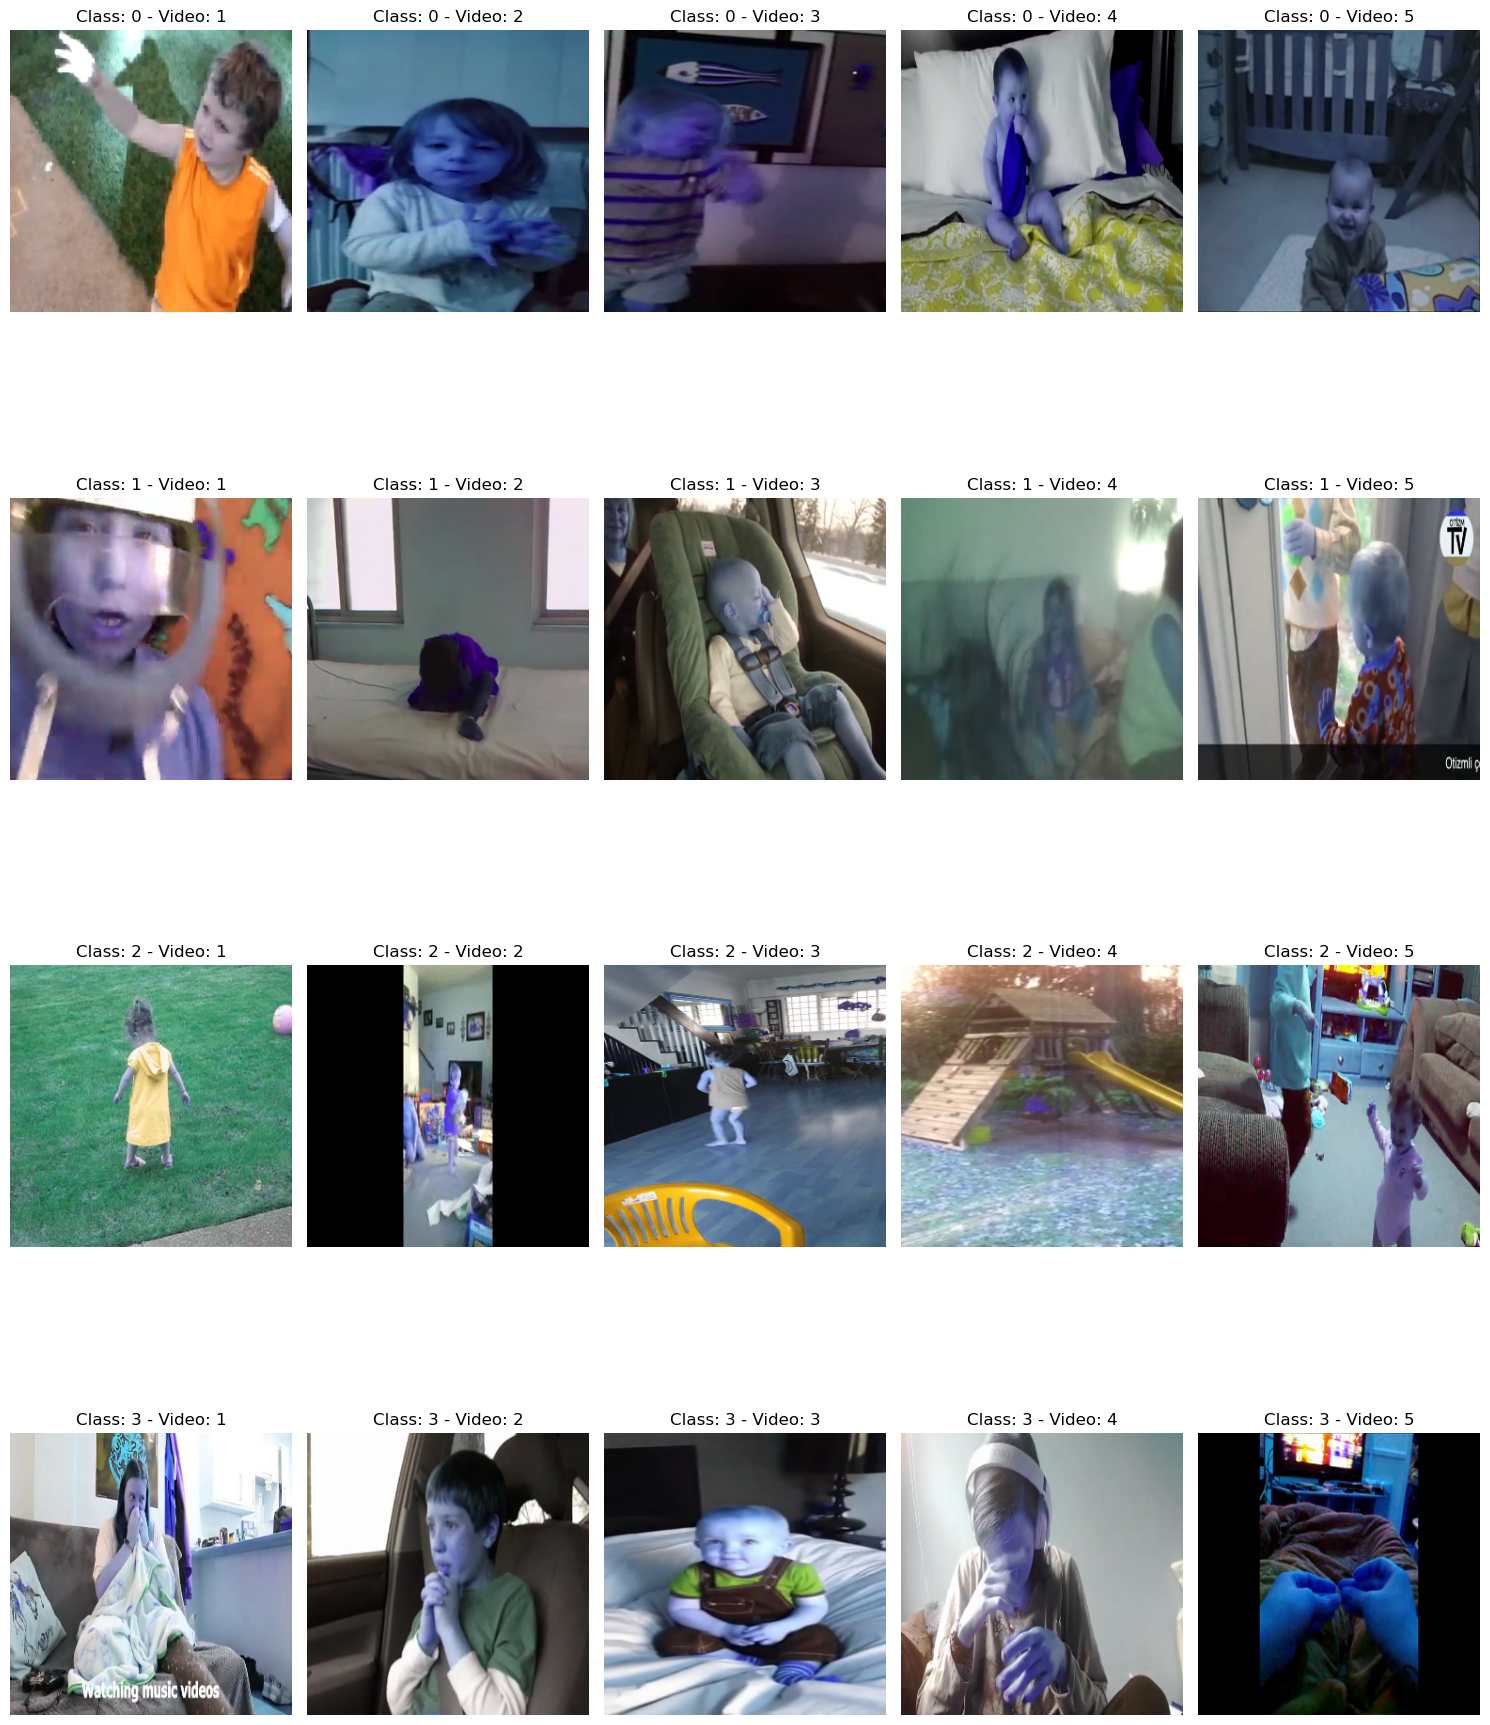 Class: 0 - Video: 1
Class: 0 - Video: 2
Class: 0 - Video: 3
Class: 0 - Video: 4
Class: 0 - Video: 5
Class: 1 - Video: 1
Class: 1 - Video: 2
Class: 1 - Video: 3
Class: 1 - Video: 4
Class: 1 - Video: 5
OTİZM
TV
Otizmli ç
Class: 2 - Video: 1
Class: 2 - Video: 2
Class: 2 - Video: 3
Class: 2 - Video: 4
Class: 2 - Video: 5
Class: 3 - Video: 1
Class: 3 - Video: 2
Class: 3 - Video: 3
Class: 3 - Video: 4
Class: 3 - Video: 5
Watching music videos